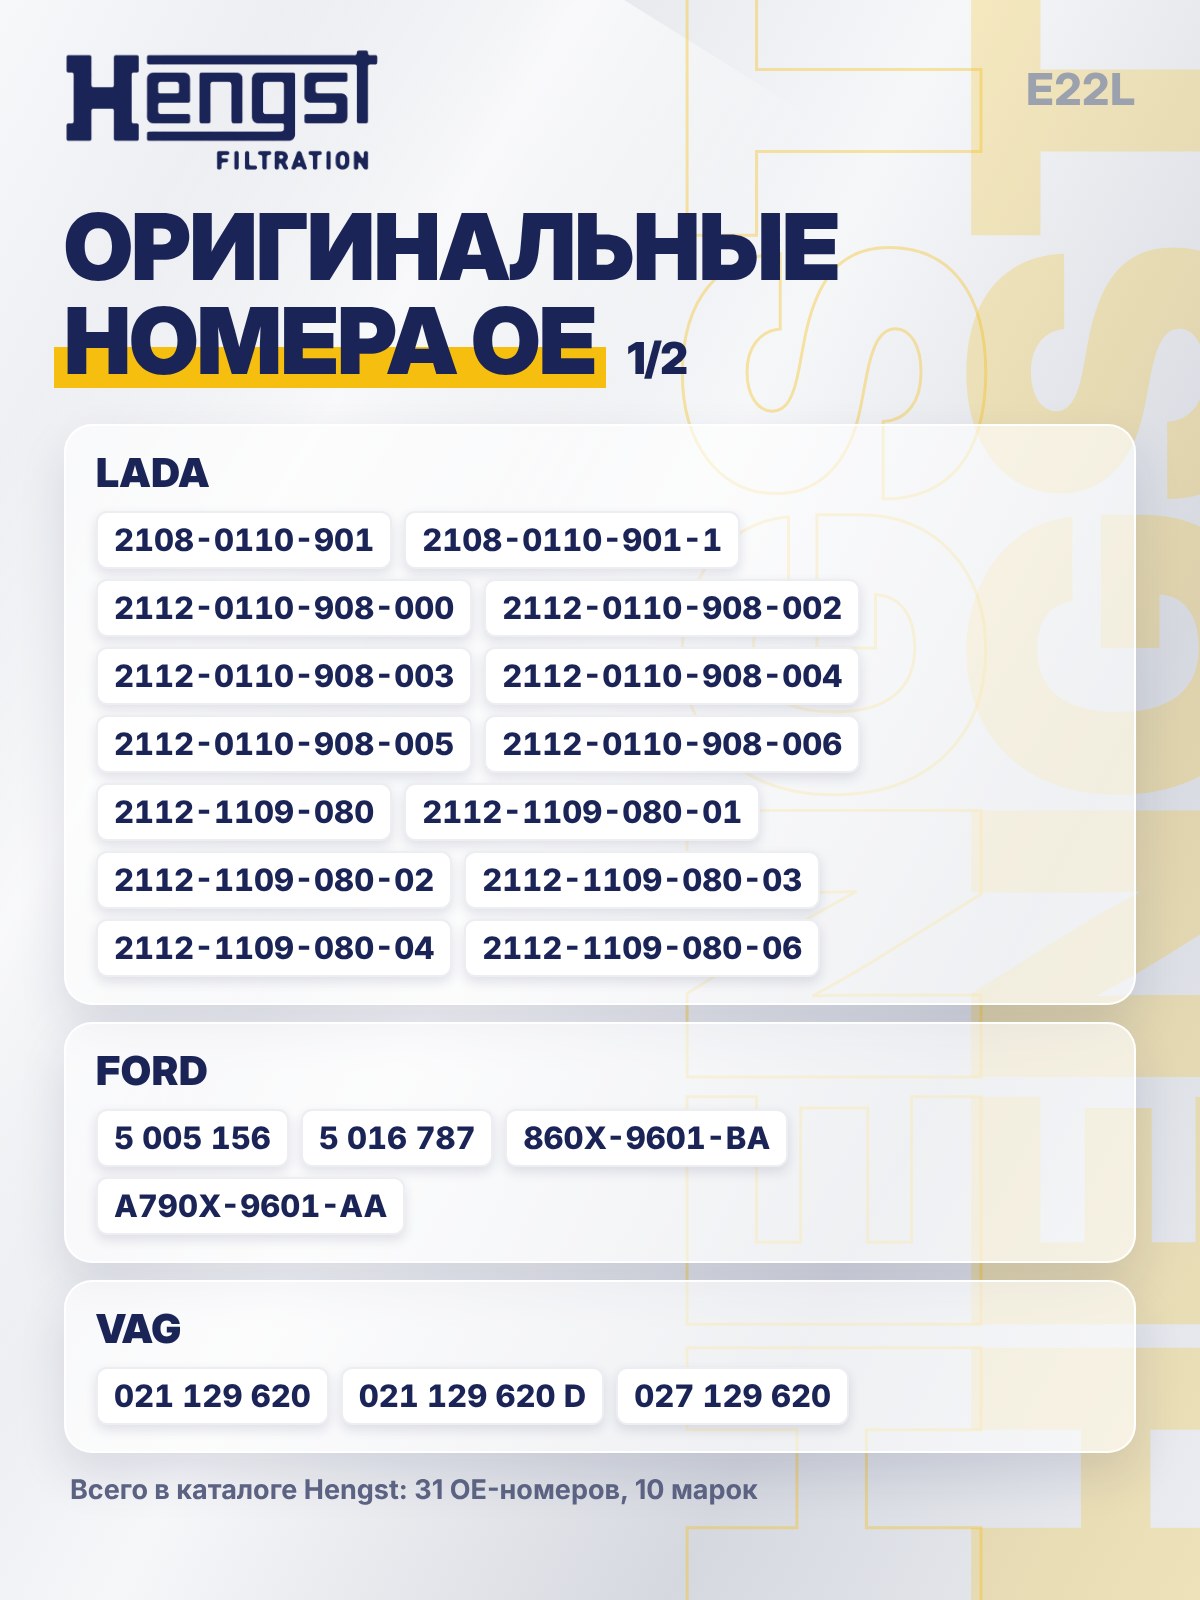 Hengst
FILTRATION
E22L
ОРИГИНАЛЬНЫЕ
НОМЕРА OE 1/2
LADA
2108-0110-901 2108-0110-901-1
2112-0110-908-000 2112-0110-908-002
2112-0110-908-003 2112-0110-908-004
2112-0110-908-005 2112-0110-908-006
2112-1109-080 2112-1109-080-01
2112-1109-080-02 2112-1109-080-03
2112-1109-080-04 2112-1109-080-06
FORD
5 005 156 5 016 787 860X-9601-BA
A790X-9601-AA
VAG
021 129 620 021 129 620 D 027 129 620
Всего в каталоге Hengst: 31 OE-номеров, 10 марок
HENGST
HENGST